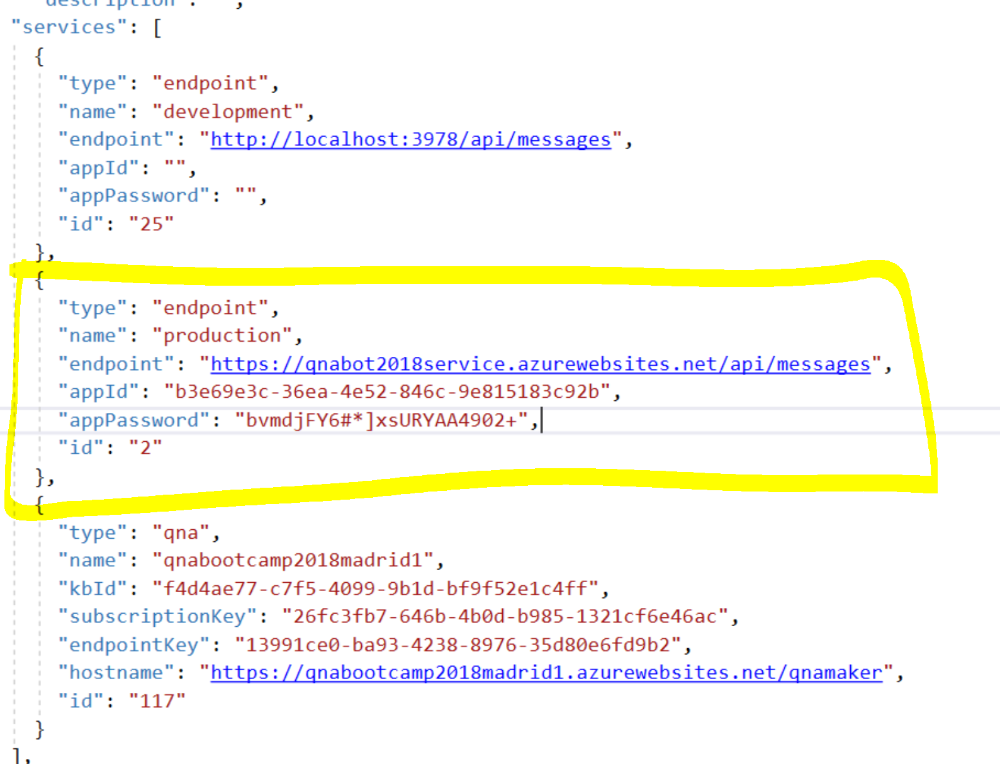 "description": "",
"services": [
{
"type": "endpoint",
"name": "development",
"endpoint": "http://localhost:3978/api/messages",
"appId": "",
"appPassword": "",
"id": "25"
},
{
"type": "endpoint",
"name": "production",
"endpoint": "https://qnabot2018service.azurewebsites.net/api/messages",
"appId": "b3e69e3c-36ea-4e52-846c-9e815183c92b",
"appPassword": "bvmdjFY6#*]xsURYAA4902+",
"id": "2"
},
{
"type": "qna",
"name": "qnabootcamp2018madrid1",
"kbId": "f4d4ae77-c7f5-4099-9b1d-bf9f52e1c4ff",
"subscriptionKey": "26fc3fb7-646b-4b0d-b985-1321cf6e46ac",
"endpointKey": "13991ce0-ba93-4238-8976-35d80e6fd9b2",
"hostname": "https://qnabootcamp2018madrid1.azurewebsites.net/qnamaker",
"id": "117"
}
],